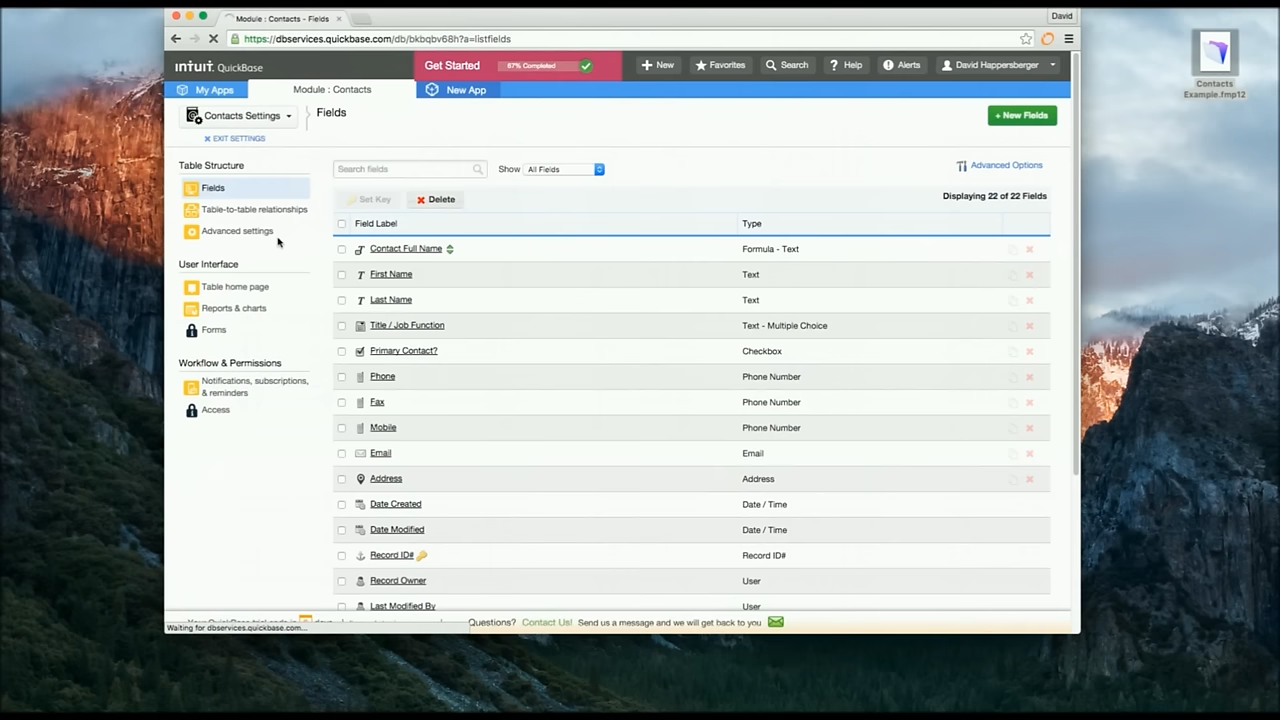 Module : Contacts - Fields
David
https://dbservices.quickbase.com/db/bkbqbv68h?a=listfields
intuit QuickBase
Get Started
87% Completed
New
Favorites
Search
Help
Alerts
David Happersberger
My Apps
Module : Contacts
New App
Contacts Settings
Fields
+ New Fields
EXIT SETTINGS
Table Structure
Fields
Table-to-table relationships
Advanced settings
User Interface
Table home page
Reports & charts
Forms
Workflow & Permissions
Notifications, subscriptions,
& reminders
Access
Search fields
Show All Fields
Advanced Options
Set Key
Delete
Displaying 22 of 22 Fields
Field Label Type
Contact Full Name Formula - Text
First Name Text
Last Name Text
Title / Job Function Text - Multiple Choice
Primary Contact? Checkbox
Phone Phone Number
Fax Phone Number
Mobile Phone Number
Email Email
Address Address
Date Created Date / Time
Date Modified Date / Time
Record ID# Record ID#
Record Owner User
Last Modified By User
Questions? Contact Us! Send us a message and we will get back to you
Waiting for dbservices.quickbase.com...
Contacts
Example.fmp12